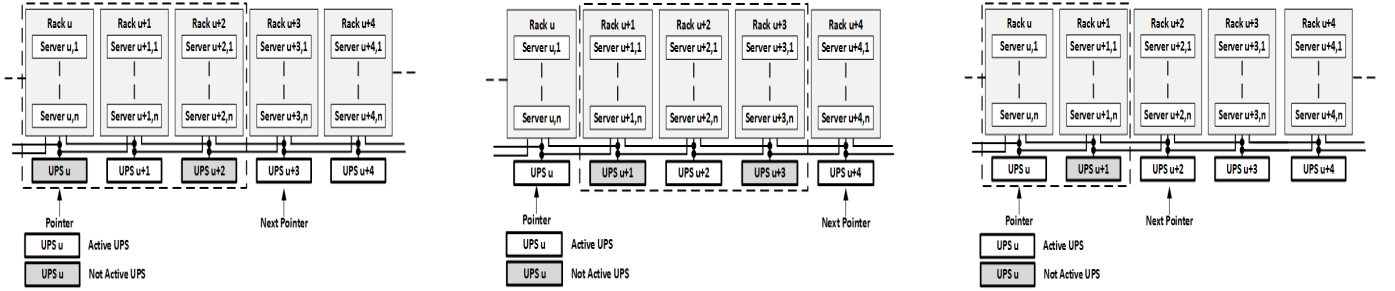 Rack u Rack u+1 Rack u+2 Rack u+3 Rack u+4
Server u,1 Server u+1,1 Server u+2,1 Server u+3,1 Server u+4,1
Server u,n Server u+1,n Server u+2,n Server u+3,n Server u+4,n
UPS u UPS u+1 UPS u+2 UPS u+3 UPS u+4
Pointer Next Pointer
UPS u Active UPS
UPS u Not Active UPS
Rack u Rack u+1 Rack u+2 Rack u+3 Rack u+4
Server u,1 Server u+1,1 Server u+2,1 Server u+3,1 Server u+4,1
Server u,n Server u+1,n Server u+2,n Server u+3,n Server u+4,n
UPS u UPS u+1 UPS u+2 UPS u+3 UPS u+4
Pointer Next Pointer
UPS u Active UPS
UPS u Not Active UPS
Rack u Rack u+1 Rack u+2 Rack u+3 Rack u+4
Server u,1 Server u+1,1 Server u+2,1 Server u+3,1 Server u+4,1
Server u,n Server u+1,n Server u+2,n Server u+3,n Server u+4,n
UPS u UPS u+1 UPS u+2 UPS u+3 UPS u+4
Pointer Next Pointer
UPS u Active UPS
UPS u Not Active UPS